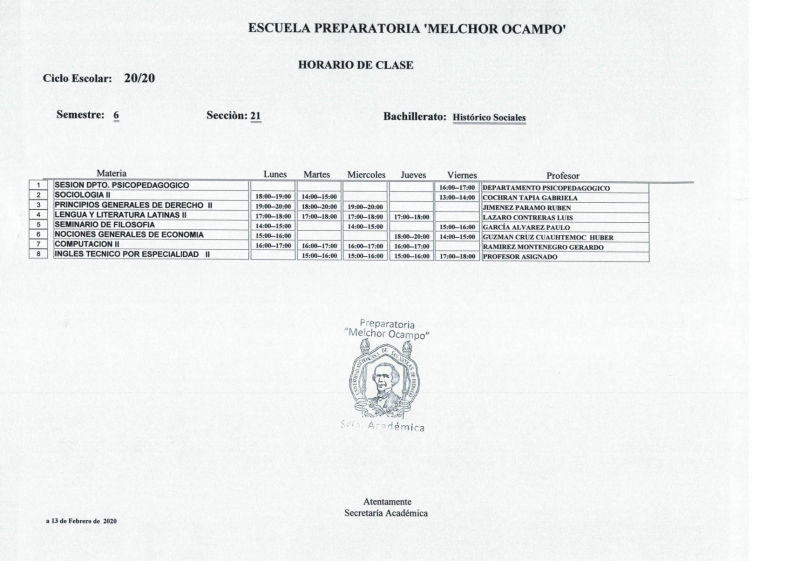 ESCUELA PREPARATORIA 'MELCHOR OCAMPO'
HORARIO DE CLASE
Ciclo Escolar: 20/20
Semestre: 6 Secciòn: 21 Bachillerato: Histórico Sociales
Materia Lunes Martes Miercoles Jueves Viernes Profesor
1 SESION DPTO. PSICOPEDAGOGICO 16:00--17:00 DEPARTAMENTO PSICOPEDAGOGICO
2 SOCIOLOGIA II 18:00--19:00 14:00--15:00 13:00--14:00 COCHRAN TAPIA GABRIELA
3 PRINCIPIOS GENERALES DE DERECHO II 19:00--20:00 18:00--20:00 19:00--20:00 JIMENEZ PARAMO RUBEN
4 LENGUA Y LITERATURA LATINAS II 17:00--18:00 17:00--18:00 17:00--18:00 17:00--18:00 LAZARO CONTRERAS LUIS
5 SEMINARIO DE FILOSOFIA 14:00--15:00 14:00--15:00 15:00--16:00 GARCÍA ALVAREZ PAULO
6 NOCIONES GENERALES DE ECONOMIA 15:00--16:00 18:00--20:00 14:00--15:00 GUZMAN CRUZ CUAUHTEMOC HUBER
7 COMPUTACION II 16:00--17:00 16:00--17:00 16:00--17:00 16:00--17:00 RAMIREZ MONTENEGRO GERARDO
8 INGLES TECNICO POR ESPECIALIDAD II 15:00--16:00 15:00--16:00 15:00--16:00 17:00--18:00 PROFESOR ASIGNADO
Preparatoria
"Melchor Ocampo"
Sria. Académica
Atentamente
Secretaría Académica
a 13 de Febrero de 2020